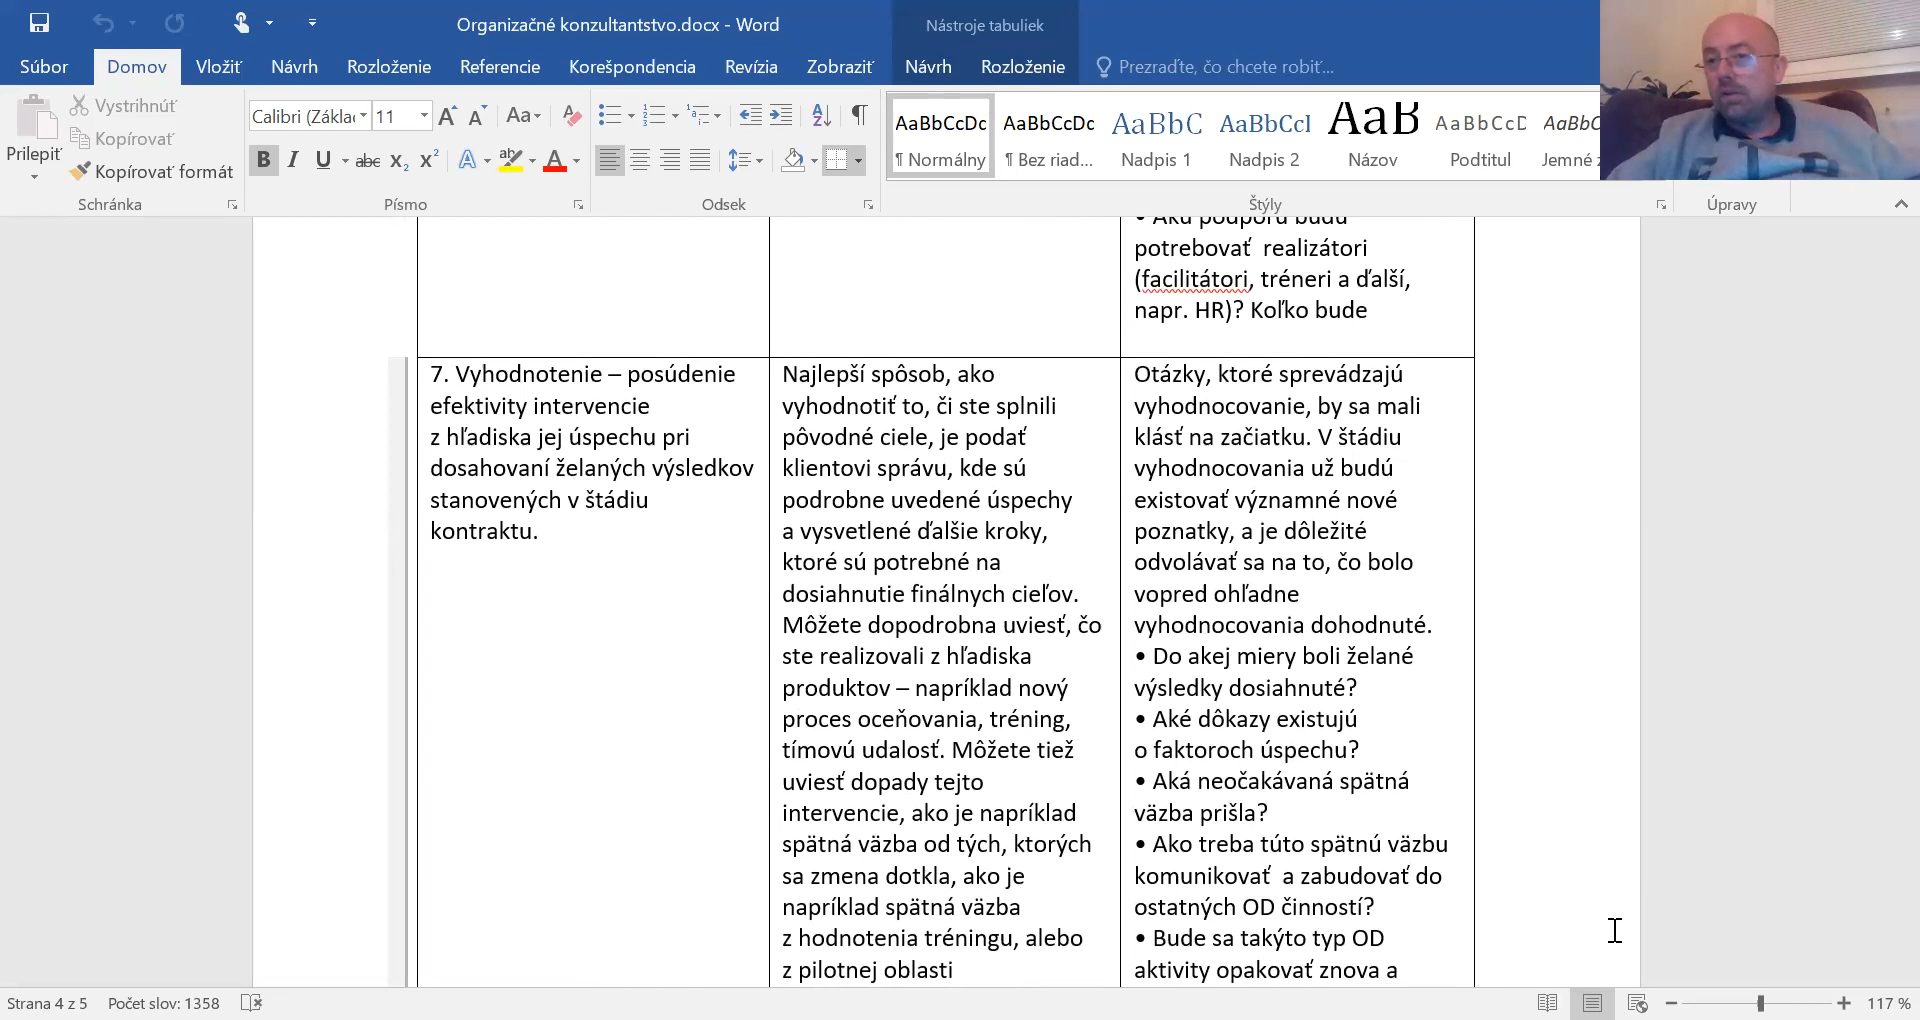 Organizačné konzultantstvo.docx - Word
Nástroje tabuliek
Súbor
Domov
Vložiť
Návrh
Rozloženie
Referencie
Korešpondencia
Revízia
Zobraziť
Návrh
Rozloženie
Prezraďte, čo chcete robiť...
Prilepiť
Vystrihnúť
Kopírovať
Kopírovať formát
Schránka
Calibri (Zákla
11
Písmo
Odsek
AaBbCcDc
¶ Normálny
AaBbCcDc
¶ Bez riad...
AaBbC
Nadpis 1
AaBbCcI
Nadpis 2
AaB
Názov
AaBbCcD
Podtitul
AaBbC
Jemné
Štýly
Úpravy
• Akú podporu budú
potrebovať realizátori
(facilitátori, tréneri a ďalší,
napr. HR)? Koľko bude
7. Vyhodnotenie – posúdenie
efektivity intervencie
z hľadiska jej úspechu pri
dosahovaní želaných výsledkov
stanovených v štádiu
kontraktu.
Najlepší spôsob, ako
vyhodnotiť to, či ste splnili
pôvodné ciele, je podať
klientovi správu, kde sú
podrobne uvedené úspechy
a vysvetlené ďalšie kroky,
ktoré sú potrebné na
dosiahnutie finálnych cieľov.
Môžete dopodrobna uviesť, čo
ste realizovali z hľadiska
produktov – napríklad nový
proces oceňovania, tréning,
tímovú udalosť. Môžete tiež
uviesť dopady tejto
intervencie, ako je napríklad
spätná väzba od tých, ktorých
sa zmena dotkla, ako je
napríklad spätná väzba
z hodnotenia tréningu, alebo
z pilotnej oblasti
Otázky, ktoré sprevádzajú
vyhodnocovanie, by sa mali
klásť na začiatku. V štádiu
vyhodnocovania už budú
existovať významné nové
poznatky, a je dôležité
odvolávať sa na to, čo bolo
vopred ohľadne
vyhodnocovania dohodnuté.
• Do akej miery boli želané
výsledky dosiahnuté?
• Aké dôkazy existujú
o faktoroch úspechu?
• Aká neočakávaná spätná
väzba prišla?
• Ako treba túto spätnú väzbu
komunikovať a zabudovať do
ostatných OD činností?
• Bude sa takýto typ OD
aktivity opakovať znova a
Strana 4 z 5
Počet slov: 1358
117 %